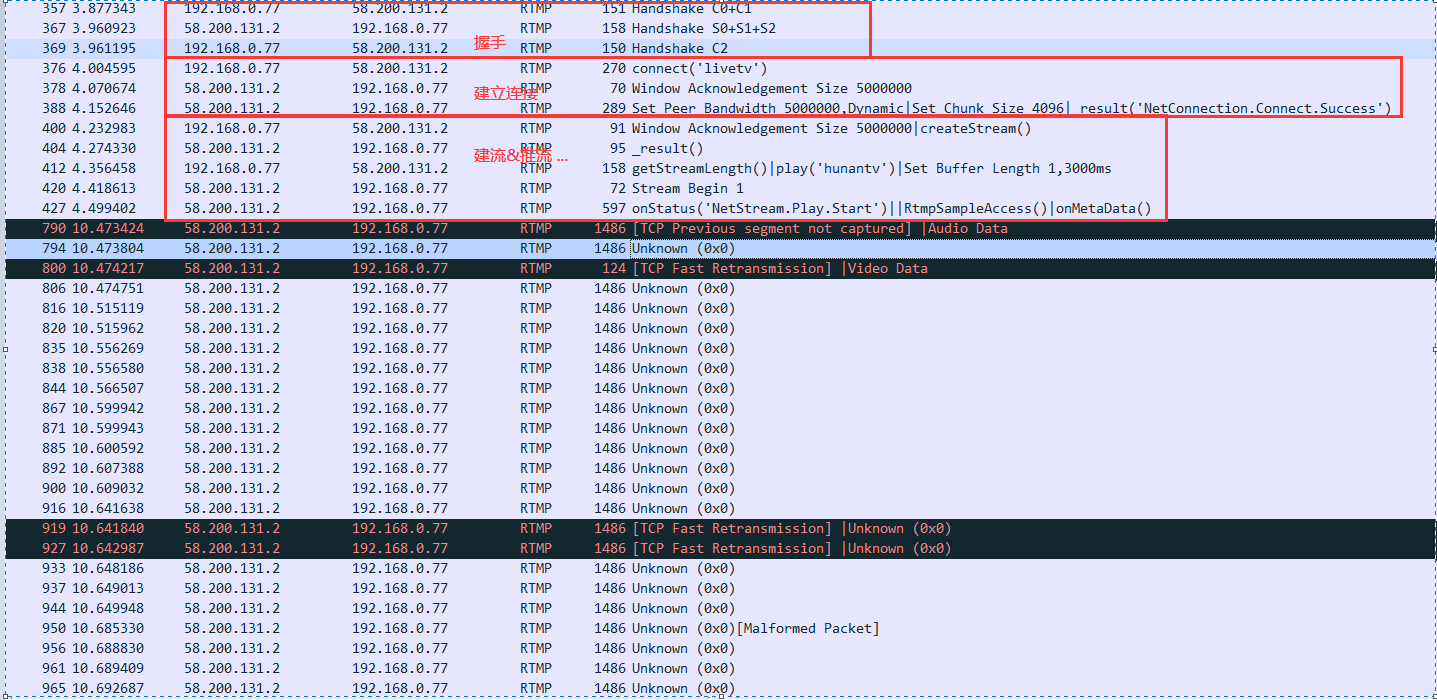 357 3.877343 192.168.0.77 58.200.131.2 RTMP 151 Handshake C0+C1
367 3.960923 58.200.131.2 192.168.0.77 RTMP 158 Handshake S0+S1+S2
369 3.961195 192.168.0.77 58.200.131.2 握手 RTMP 150 Handshake C2
376 4.004595 192.168.0.77 58.200.131.2 RTMP 270 connect('livetv')
378 4.070674 58.200.131.2 192.168.0.77 建立连接 RTMP 70 Window Acknowledgement Size 5000000
388 4.152646 58.200.131.2 192.168.0.77 RTMP 289 Set Peer Bandwidth 5000000,Dynamic|Set Chunk Size 4096|_result('NetConnection.Connect.Success')
400 4.232983 192.168.0.77 58.200.131.2 RTMP 91 Window Acknowledgement Size 5000000|createStream()
404 4.274330 58.200.131.2 192.168.0.77 建流&推流 ... RTMP 95 _result()
412 4.356458 192.168.0.77 58.200.131.2 RTMP 158 getStreamLength()|play('hunantv')|Set Buffer Length 1,3000ms
420 4.418613 58.200.131.2 192.168.0.77 RTMP 72 Stream Begin 1
427 4.499402 58.200.131.2 192.168.0.77 RTMP 597 onStatus('NetStream.Play.Start')||RtmpSampleAccess()|onMetaData()
790 10.473424 58.200.131.2 192.168.0.77 RTMP 1486 [TCP Previous segment not captured] |Audio Data
794 10.473804 58.200.131.2 192.168.0.77 RTMP 1486 Unknown (0x0)
800 10.474217 58.200.131.2 192.168.0.77 RTMP 124 [TCP Fast Retransmission] |Video Data
806 10.474751 58.200.131.2 192.168.0.77 RTMP 1486 Unknown (0x0)
816 10.515119 58.200.131.2 192.168.0.77 RTMP 1486 Unknown (0x0)
820 10.515962 58.200.131.2 192.168.0.77 RTMP 1486 Unknown (0x0)
835 10.556269 58.200.131.2 192.168.0.77 RTMP 1486 Unknown (0x0)
838 10.556580 58.200.131.2 192.168.0.77 RTMP 1486 Unknown (0x0)
844 10.566507 58.200.131.2 192.168.0.77 RTMP 1486 Unknown (0x0)
867 10.599942 58.200.131.2 192.168.0.77 RTMP 1486 Unknown (0x0)
871 10.599943 58.200.131.2 192.168.0.77 RTMP 1486 Unknown (0x0)
885 10.600592 58.200.131.2 192.168.0.77 RTMP 1486 Unknown (0x0)
892 10.607388 58.200.131.2 192.168.0.77 RTMP 1486 Unknown (0x0)
900 10.609032 58.200.131.2 192.168.0.77 RTMP 1486 Unknown (0x0)
916 10.641638 58.200.131.2 192.168.0.77 RTMP 1486 Unknown (0x0)
919 10.641840 58.200.131.2 192.168.0.77 RTMP 1486 [TCP Fast Retransmission] |Unknown (0x0)
927 10.642987 58.200.131.2 192.168.0.77 RTMP 1486 [TCP Fast Retransmission] |Unknown (0x0)
933 10.648186 58.200.131.2 192.168.0.77 RTMP 1486 Unknown (0x0)
937 10.649013 58.200.131.2 192.168.0.77 RTMP 1486 Unknown (0x0)
944 10.649948 58.200.131.2 192.168.0.77 RTMP 1486 Unknown (0x0)
950 10.685330 58.200.131.2 192.168.0.77 RTMP 1486 Unknown (0x0)[Malformed Packet]
956 10.688830 58.200.131.2 192.168.0.77 RTMP 1486 Unknown (0x0)
961 10.689409 58.200.131.2 192.168.0.77 RTMP 1486 Unknown (0x0)
965 10.692687 58.200.131.2 192.168.0.77 RTMP 1486 Unknown (0x0)